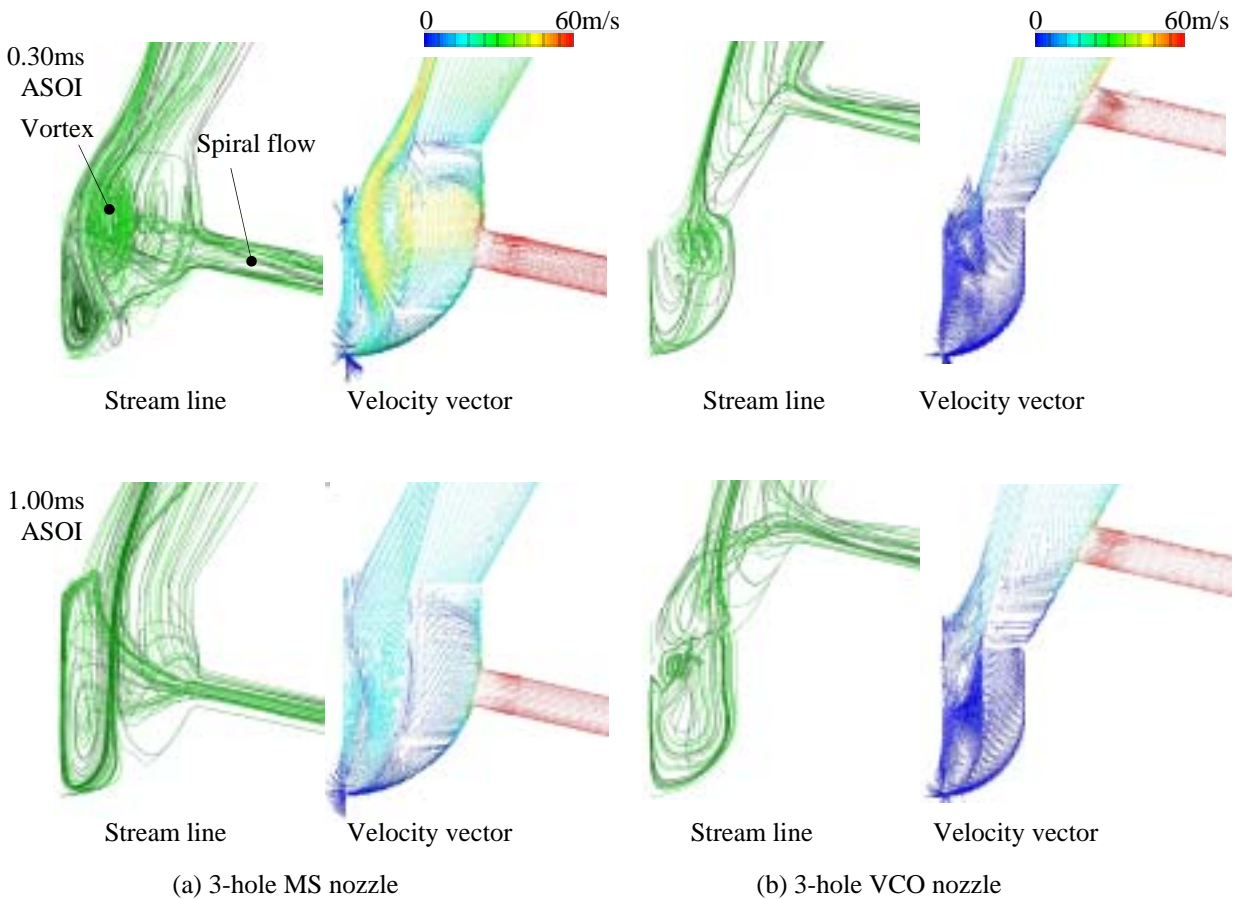 0 60m/s
0 60m/s
0.30ms
ASOI
Vortex
Spiral flow
Stream line
Velocity vector
Stream line
Velocity vector
1.00ms
ASOI
Stream line
Velocity vector
Stream line
Velocity vector
(a) 3-hole MS nozzle
(b) 3-hole VCO nozzle